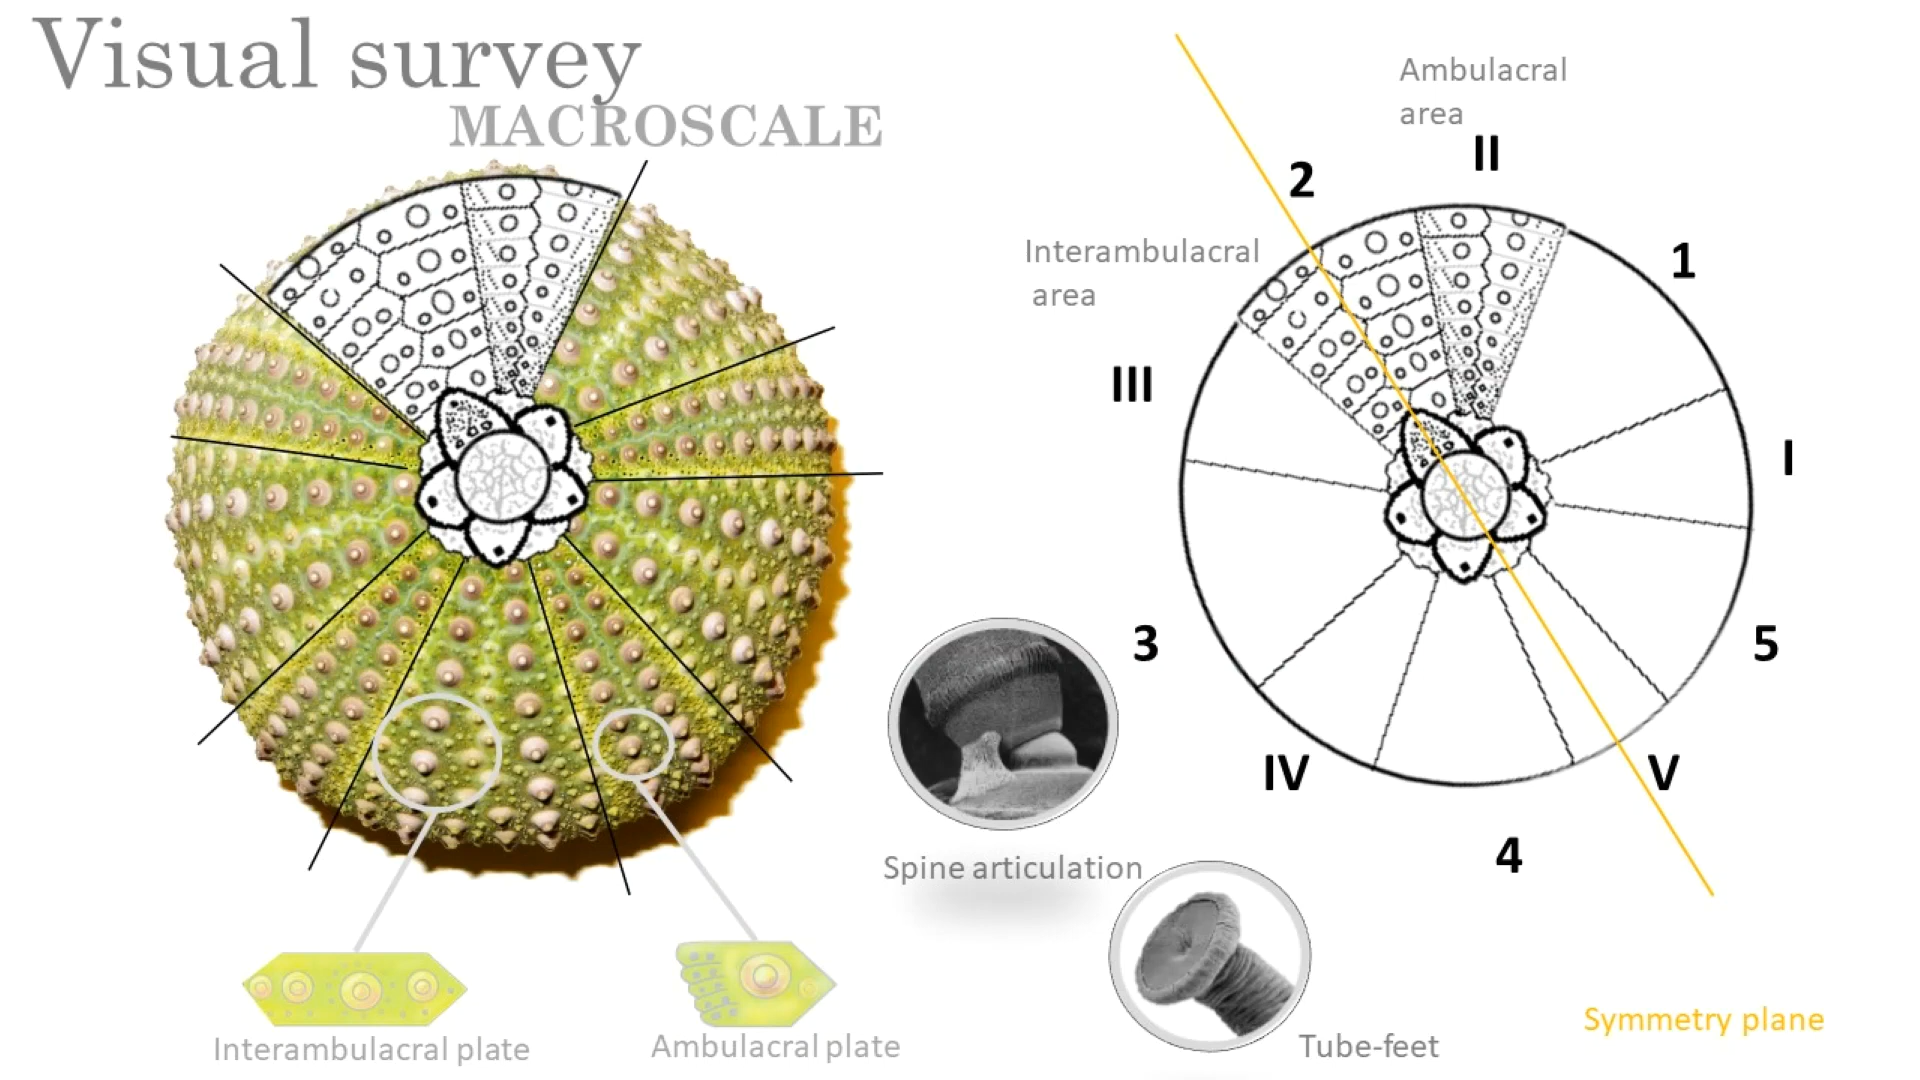 Visual survey
MACROSCALE
Ambulacral
area
II
2
1
Interambulacral
area
III
I
3
5
IV
V
4
Spine articulation
Tube-feet
Symmetry plane
Interambulacral plate
Ambulacral plate